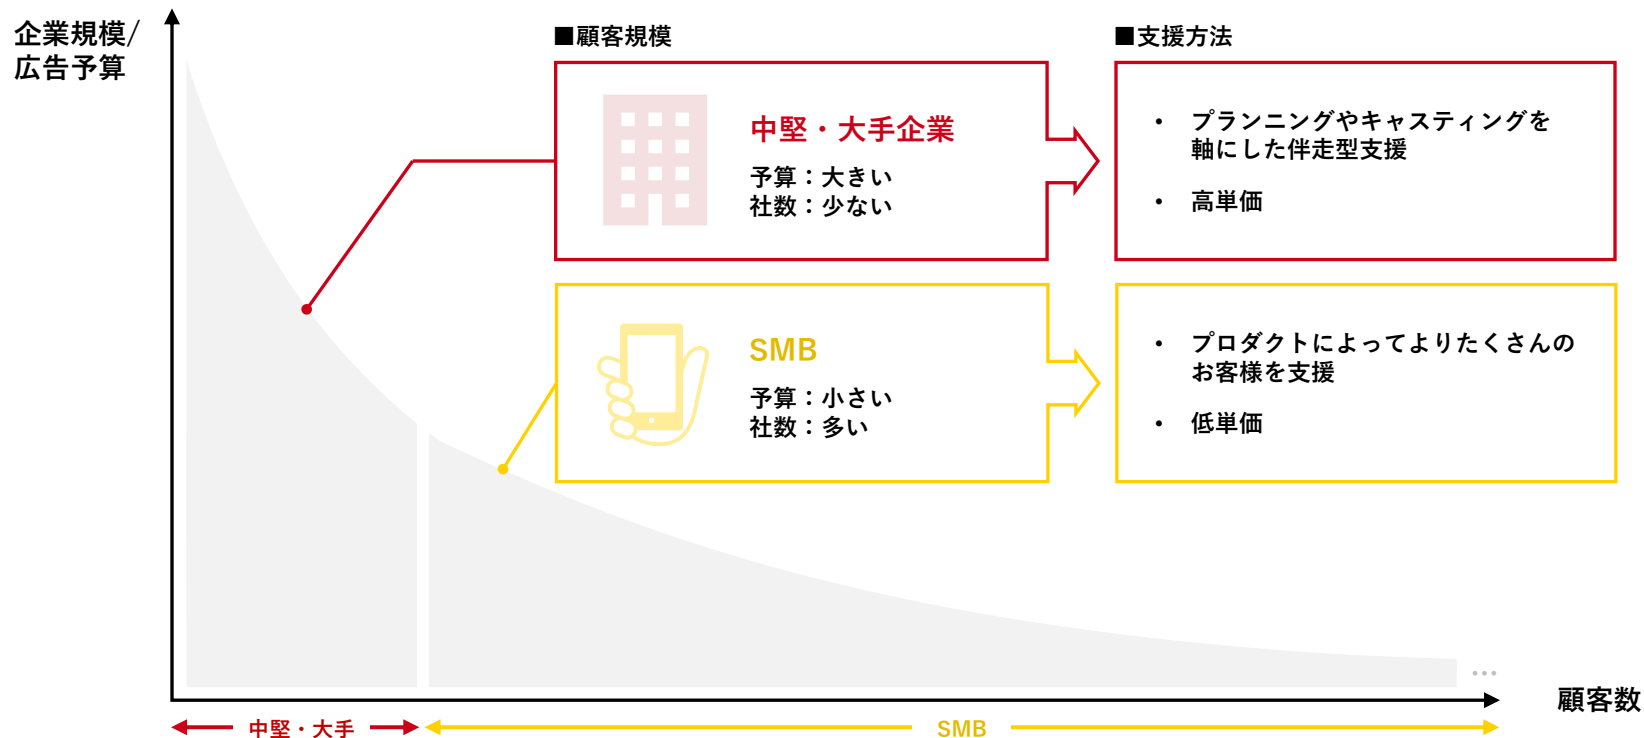 企業規模/
広告予算
■顧客規模
中堅・大手企業
予算：大きい
社数：少ない
■支援方法
• プランニングやキャスティングを
軸にした伴走型支援
• 高単価
SMB
予算：小さい
社数：多い
• プロダクトによってよりたくさんの
お客様を支援
• 低単価
…
顧客数
中堅・大手
SMB